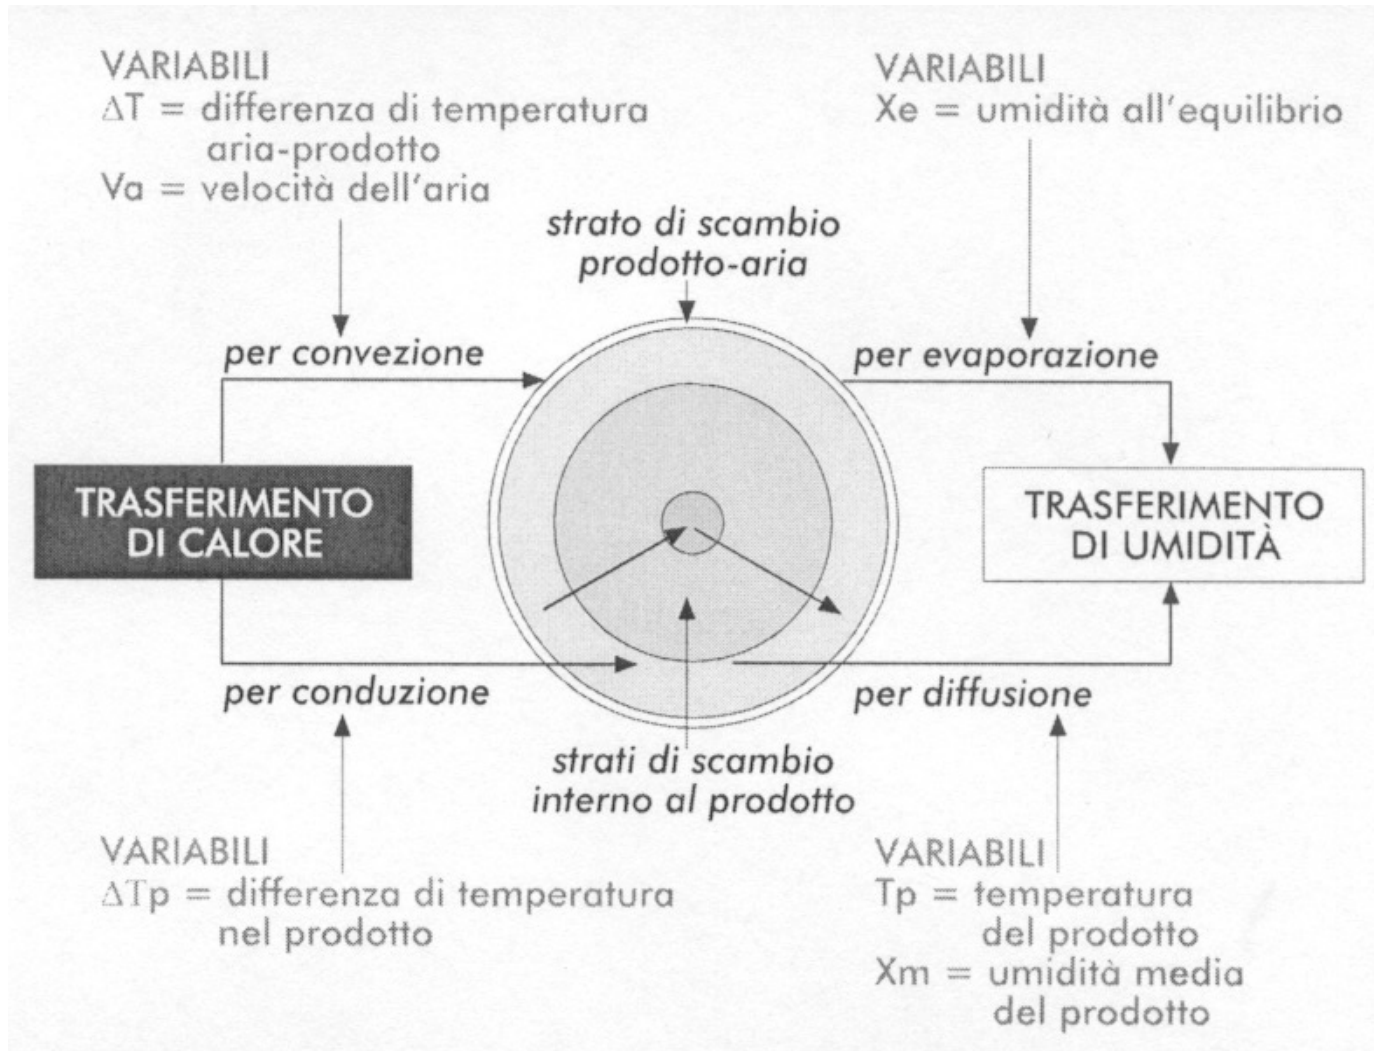 VARIABILI
ΔT = differenza di temperatura
aria-prodotto
Va = velocità dell'aria
VARIABILI
Xe = umidità all'equilibrio
strato di scambio
prodotto-aria
per convezione
per evaporazione
TRASFERIMENTO
DI CALORE
TRASFERIMENTO
DI UMIDITÀ
per conduzione
per diffusione
strati di scambio
interno al prodotto
VARIABILI
ΔTp = differenza di temperatura
nel prodotto
VARIABILI
Tp = temperatura
del prodotto
Xm = umidità media
del prodotto